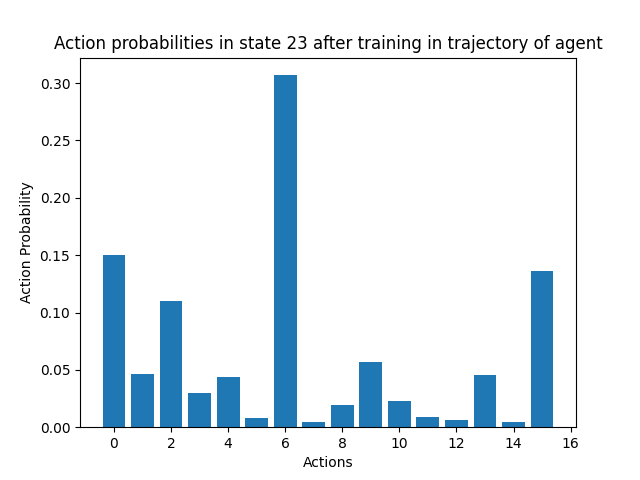 Action probabilities in state 23 after training in trajectory of agent
0.30
0.25
0.20
0.15
0.10
0.05
0.00
Action Probability
0 2 4 6 8 10 12 14 16
Actions